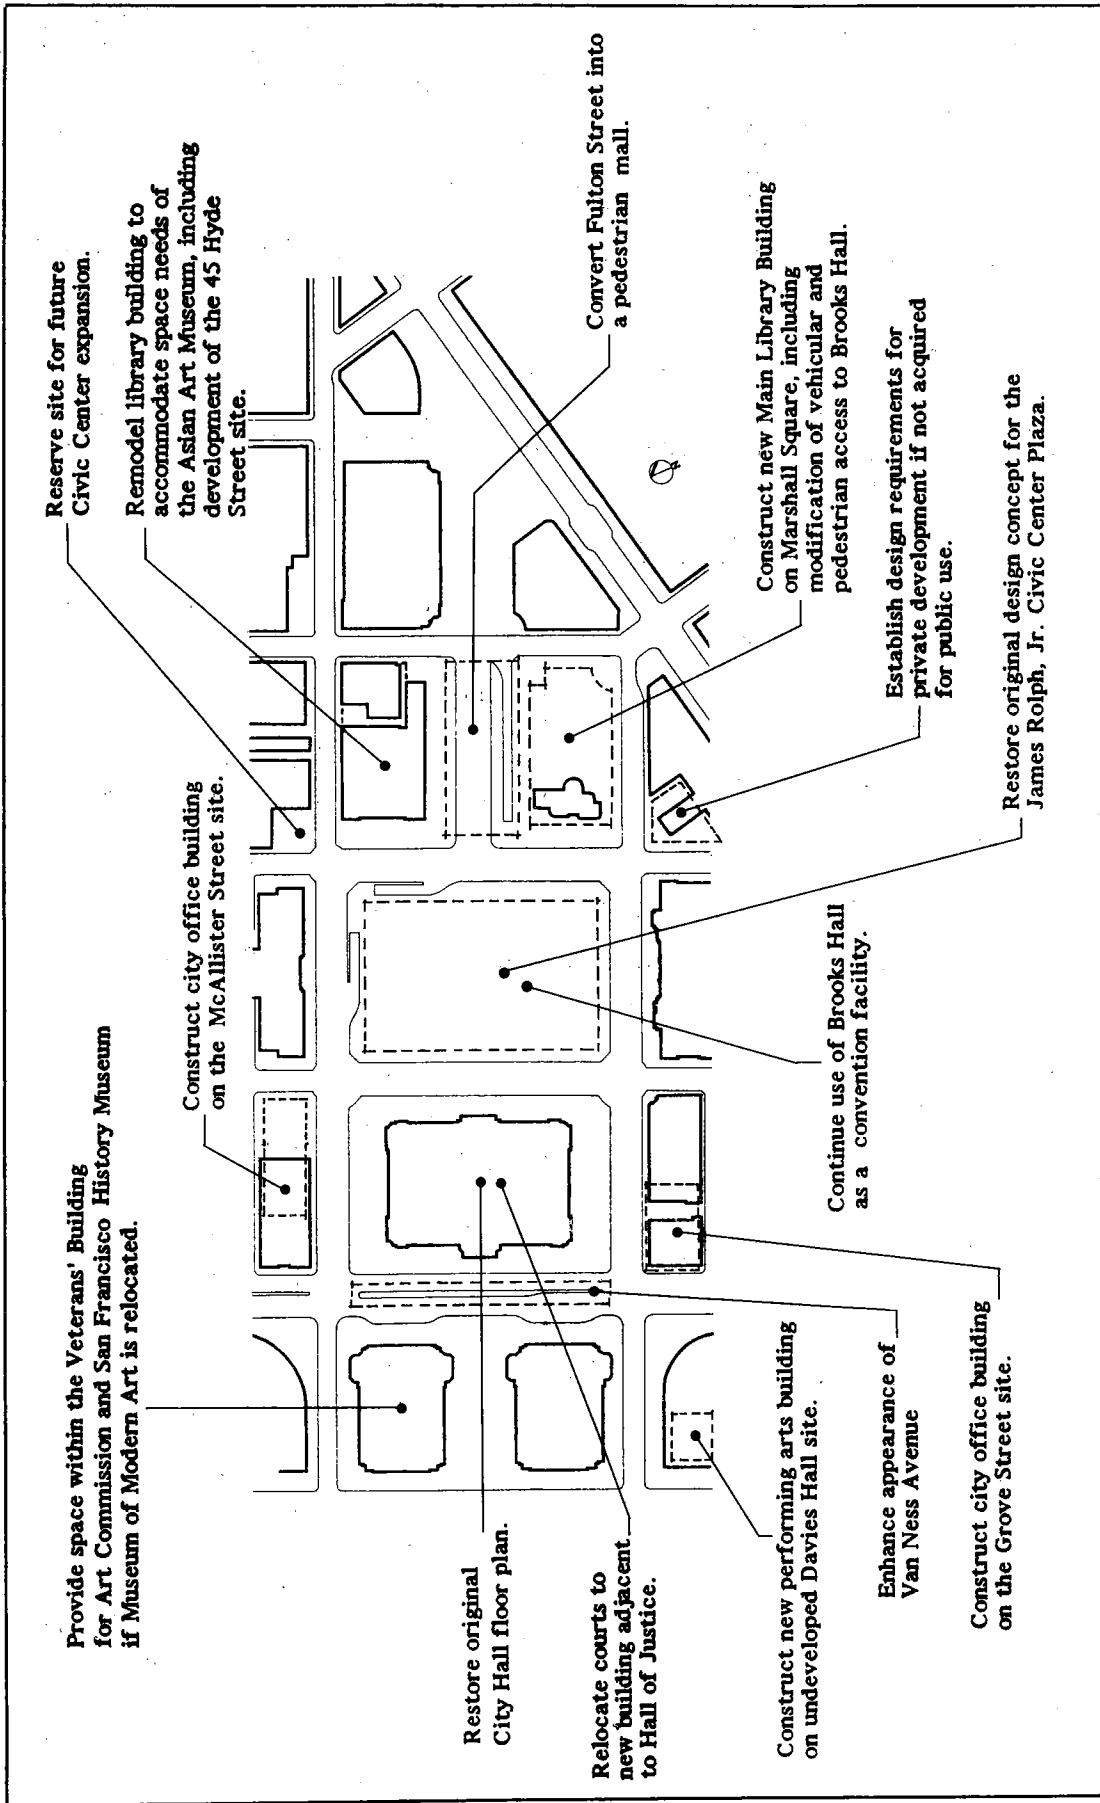 Provide space within the Veterans' Building
for Art Commission and San Francisco History Museum
if Museum of Modern Art is relocated.
Construct city office building
on the McAllister Street site.
Reserve site for future
Civic Center expansion.
Remodel library building to
accommodate space needs of
the Asian Art Museum, including
development of the 45 Hyde
Street site.
Restore original
City Hall floor plan.
Relocate courts to
new building adjacent
to Hall of Justice.
Convert Fulton Street into
a pedestrian mall.
Construct new Main Library Building
on Marshall Square, including
modification of vehicular and
pedestrian access to Brooks Hall.
Establish design requirements for
private development if not acquired
for public use.
Restore original design concept for the
James Rolph, Jr. Civic Center Plaza.
Continue use of Brooks Hall
as a convention facility.
Construct new performing arts building
on undeveloped Davies Hall site.
Enhance appearance of
Van Ness Avenue
Construct city office building
on the Grove Street site.